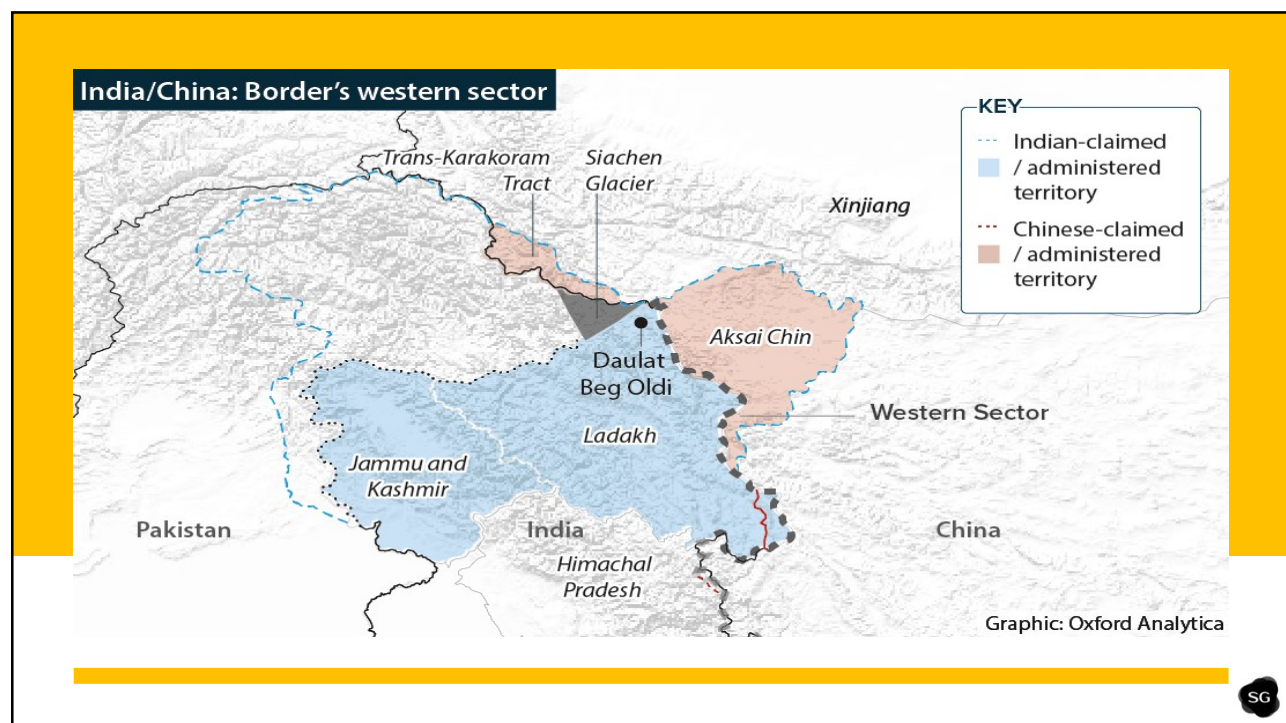 India/China: Border's western sector
KEY
Indian-claimed
/ administered
territory
Chinese-claimed
/ administered
territory
Trans-Karakoram
Tract
Siachen
Glacier
Xinjiang
Aksai Chin
Daulat
Beg Oldi
Western Sector
Ladakh
Jammu and
Kashmir
Pakistan
India
China
Himachal
Pradesh
Graphic: Oxford Analytica
SG